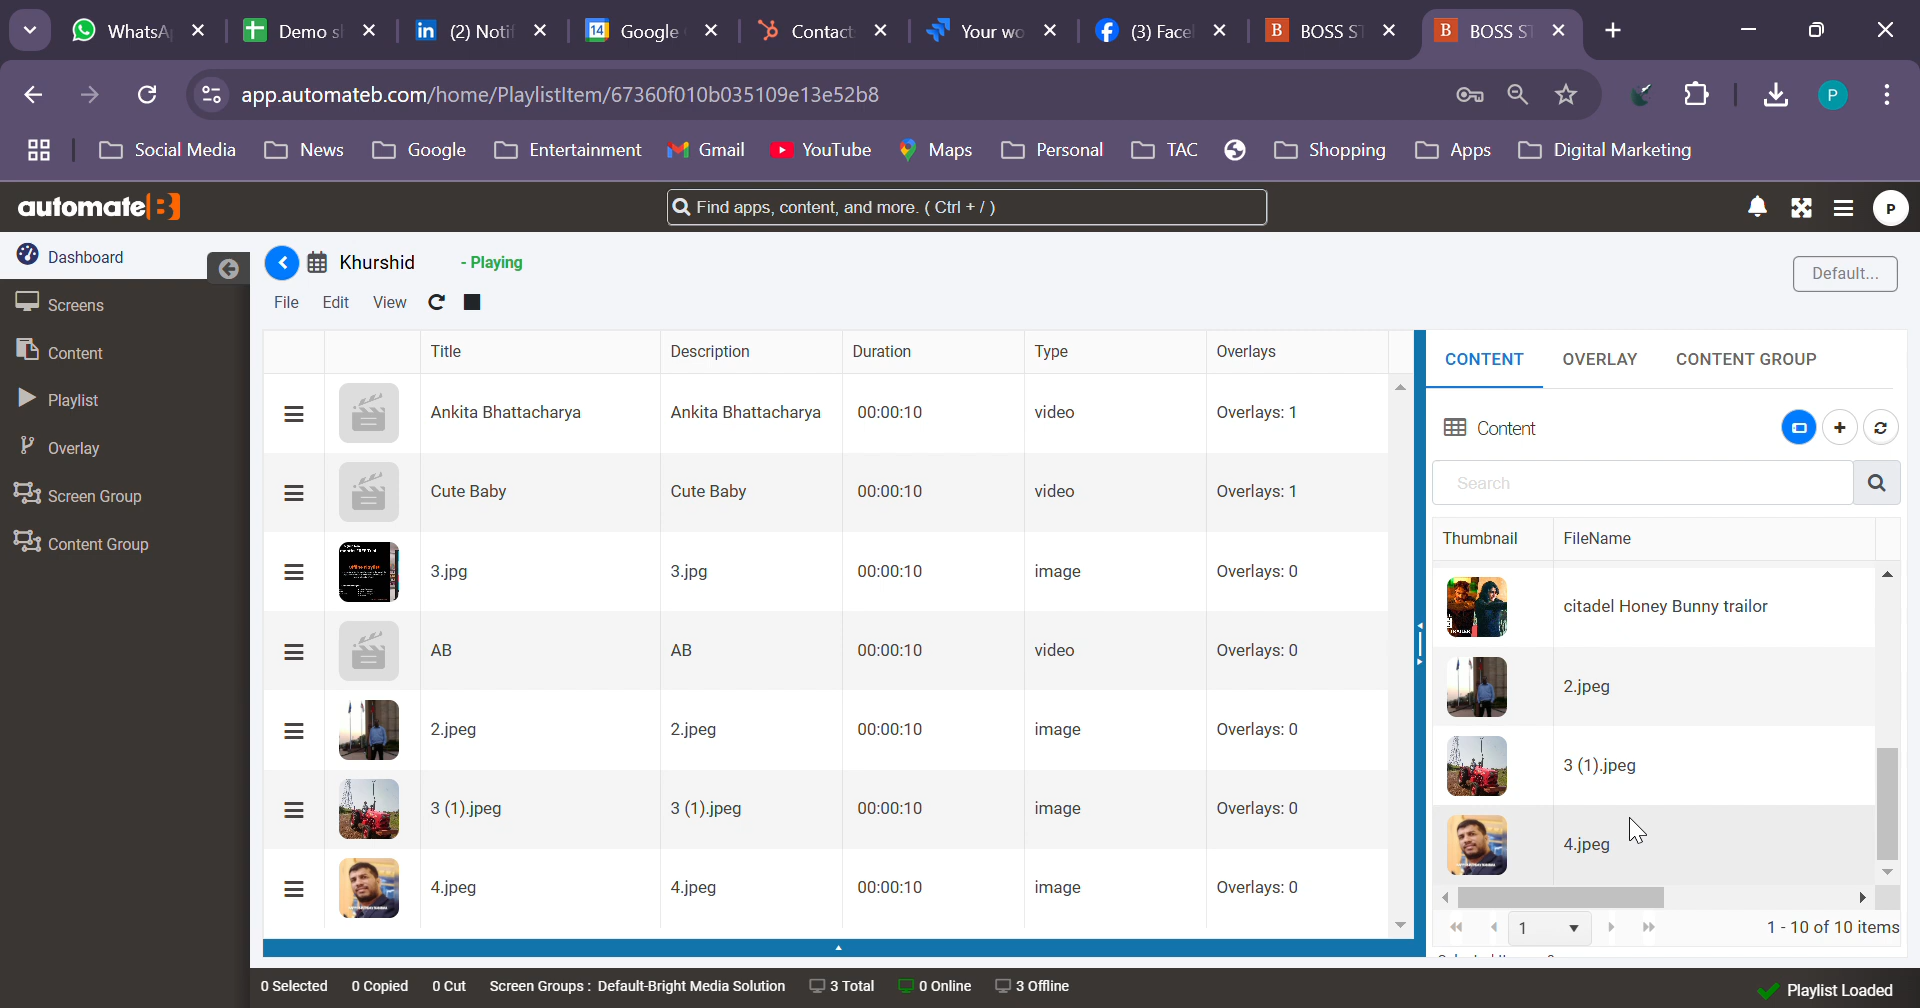 WhatsA
Demo s
(2) Notif
Google
Contact
Your wo
(3) Face
BOSS ST
BOSS ST
app.automateb.com/home/PlaylistItem/67360f010b035109e13e52b8
P
Social Media
News
Google
Entertainment
Gmail
YouTube
Maps
Personal
TAC
Shopping
Apps
Digital Marketing
automate B
Find apps, content, and more. ( Ctrl + / )
P
Dashboard
Screens
Content
Playlist
Overlay
Screen Group
Content Group
Khurshid - Playing
Default...
File Edit View
Title Description Duration Type Overlays
Ankita Bhattacharya Ankita Bhattacharya 00:00:10 video Overlays: 1
Cute Baby Cute Baby 00:00:10 video Overlays: 1
3.jpg 3.jpg 00:00:10 image Overlays: 0
AB AB 00:00:10 video Overlays: 0
2.jpeg 2.jpeg 00:00:10 image Overlays: 0
3 (1).jpeg 3 (1).jpeg 00:00:10 image Overlays: 0
4.jpeg 4.jpeg 00:00:10 image Overlays: 0
CONTENT OVERLAY CONTENT GROUP
Content
Search
Thumbnail FileName
citadel Honey Bunny trailor
2.jpeg
3 (1).jpeg
4.jpeg
1
1 - 10 of 10 items
0 Selected 0 Copied 0 Cut Screen Groups : Default-Bright Media Solution 3 Total 0 Online 3 Offline
Playlist Loaded